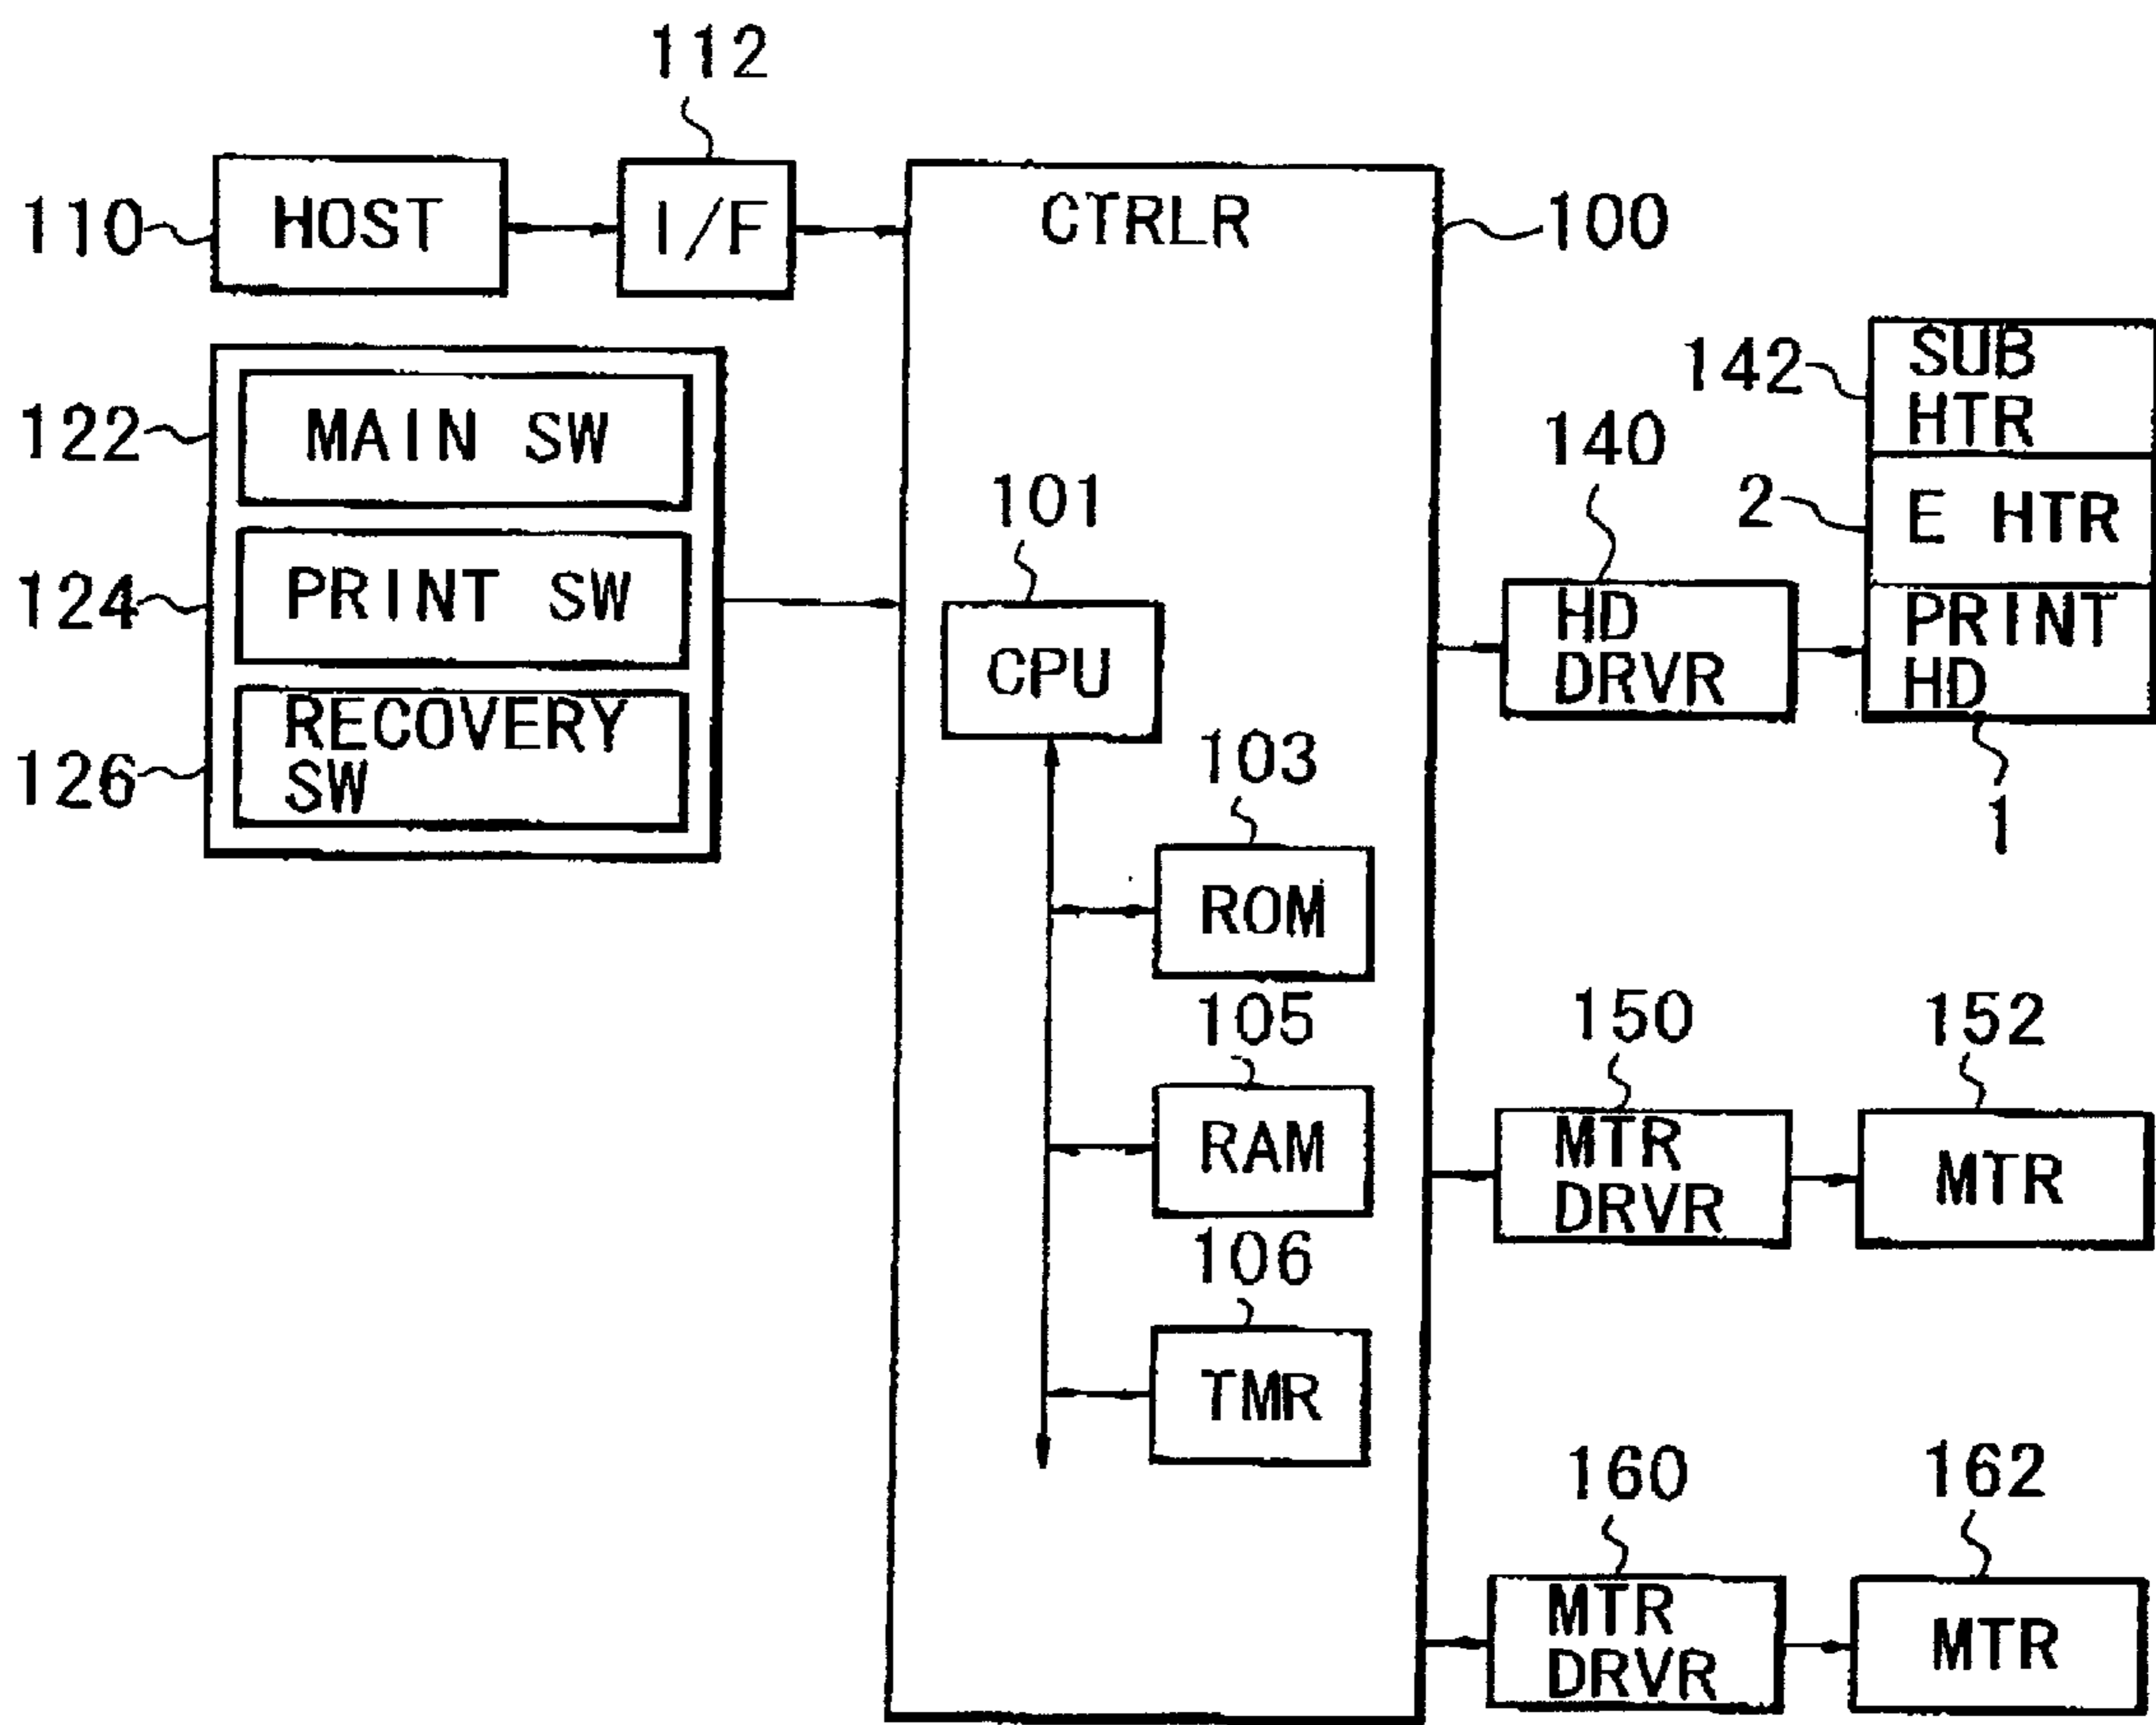 112
110
HOST
I/F
CTRLR
100
122
MAIN SW
124
PRINT SW
126
RECOVERY
SW
101
CPU
103
ROM
105
RAM
106
TMR
140
HD
DRVR
142
SUB
HTR
2
E HTR
PRINT
HD
1
150
MTR
DRVR
152
MTR
160
MTR
DRVR
162
MTR